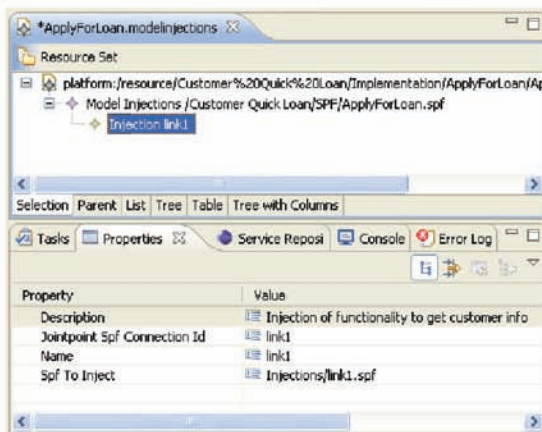 *ApplyForLoan.modelinjections
Resource Set
platform:/resource/Customer%20Quick%20Loan/Implementation/ApplyForLoan/Ap
Model Injections /Customer Quick Loan/SPF/ApplyForLoan.spf
Injection link1
Selection Parent List Tree Table Tree with Columns
Tasks Properties Service Reposi Console Error Log
Property Value
Description Injection of functionality to get customer info
Jointpoint Spf Connection Id link1
Name link1
Spf To Inject Injections/link1.spf